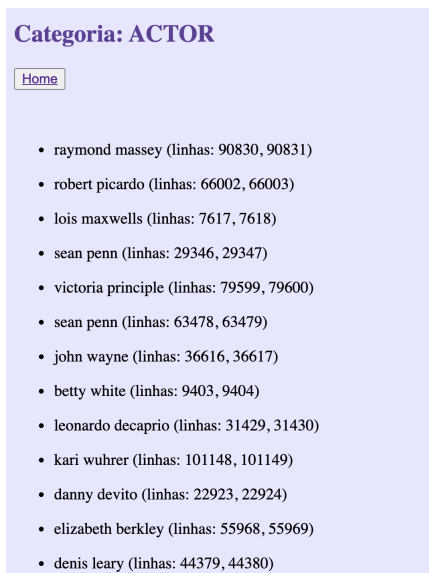 Categoria: ACTOR
Home
• raymond massey (linhas: 90830, 90831)
• robert picardo (linhas: 66002, 66003)
• lois maxwells (linhas: 7617, 7618)
• sean penn (linhas: 29346, 29347)
• victoria principle (linhas: 79599, 79600)
• sean penn (linhas: 63478, 63479)
• john wayne (linhas: 36616, 36617)
• betty white (linhas: 9403, 9404)
• leonardo decaprio (linhas: 31429, 31430)
• kari wuhrer (linhas: 101148, 101149)
• danny devito (linhas: 22923, 22924)
• elizabeth berkley (linhas: 55968, 55969)
• denis leary (linhas: 44379, 44380)